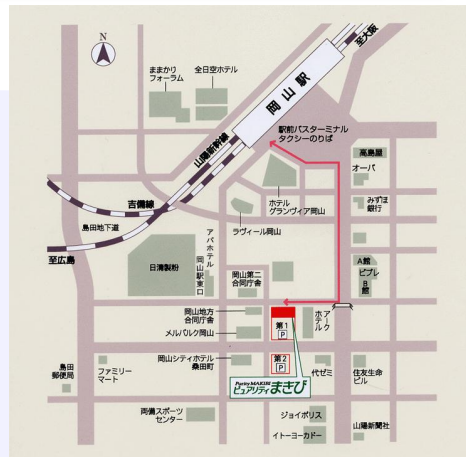 N
至大阪
ままかり
フォーラム
全日空ホテル
岡山駅
山陽新幹線
駅前バスターミナル
タクシーのりば
高島屋
オーパ
吉備線
ホテル
グランヴィア岡山
みずほ
銀行
島田地下道
ラヴィール岡山
至広島
日清製粉
アパホテル
岡山駅東口
岡山第二
合同庁舎
A館
ビブレ
B館
岡山地方
合同庁舎
第1
P
ホテル
アーク
メルパルク岡山
島田
郵便局
ファミリー
マート
岡山シティホテル
桑田町
第2
P
代ゼミ
住友生命
ビル
Purity MAKIBI
ピュアリティまきび
両備スポーツ
センター
ジョイポリス
イトーヨーカドー
山陽新聞社